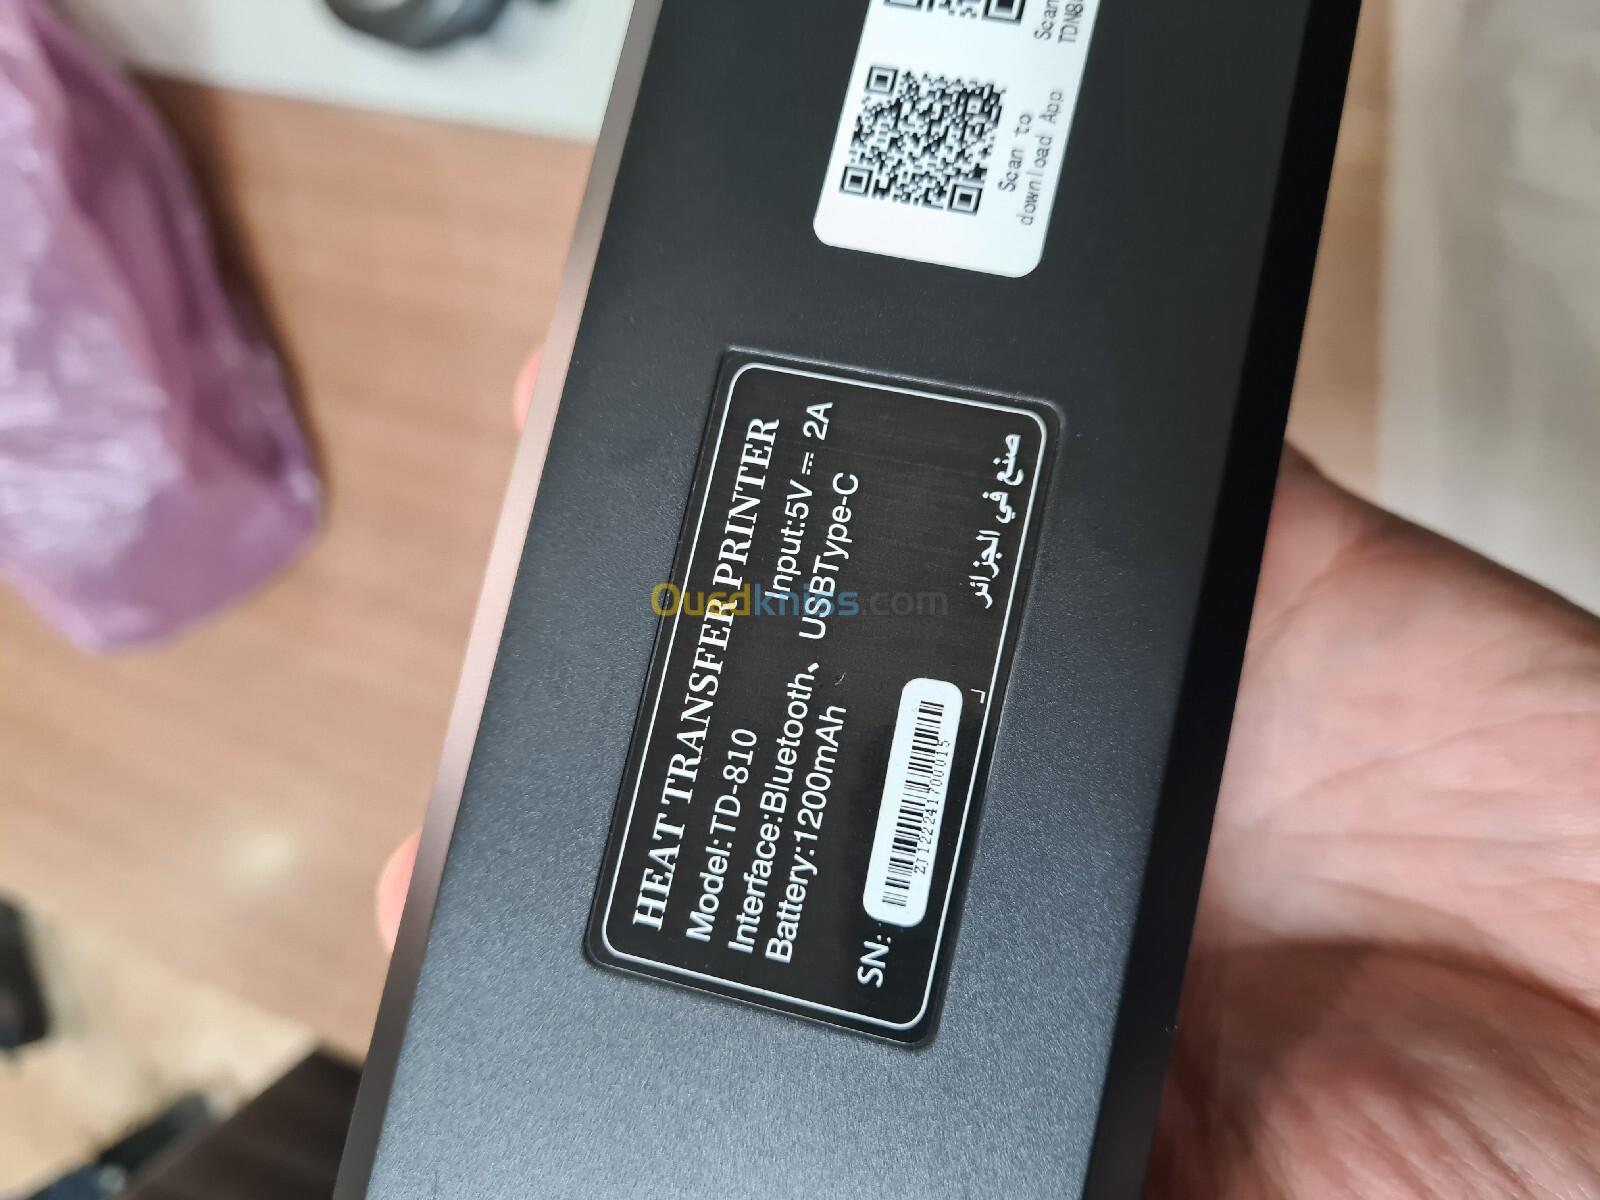 Scan to
download App
HEAT TRANSFER PRINTER
Model:TD-810
Input:5V⎓2A
Interface:Bluetooth、USBType-C
Battery:1200mAh
صنع في الجزائر
SN:
Ouedkniss.com